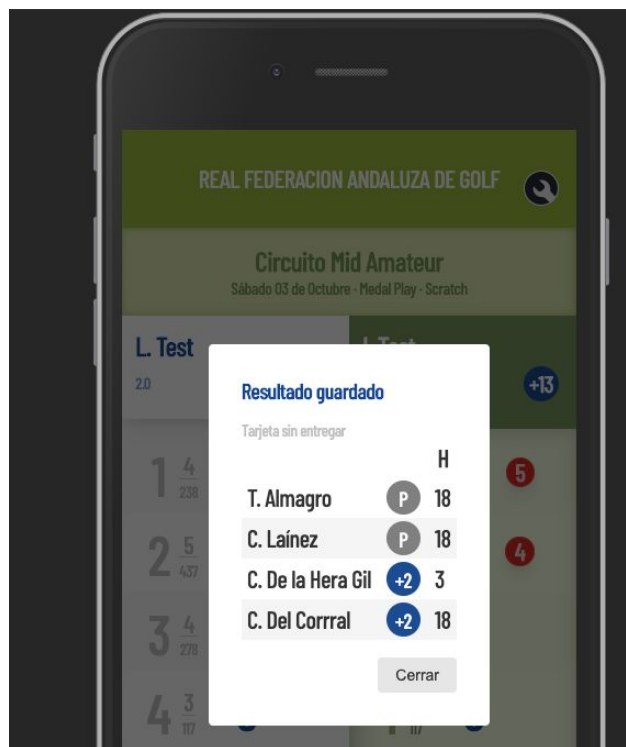 REAL FEDERACION ANDALUZA DE GOLF
Circuito Mid Amateur
Sábado 03 de Octubre - Medal Play - Scratch
L. Test
2.0
+13
Resultado guardado
Tarjeta sin entregar
H
T. Almagro P 18
C. Laínez P 18
C. De la Hera Gil +2 3
C. Del Corrral +2 18
Cerrar
1 4 238 5
2 5 437 4
3 4 278
4 3 117